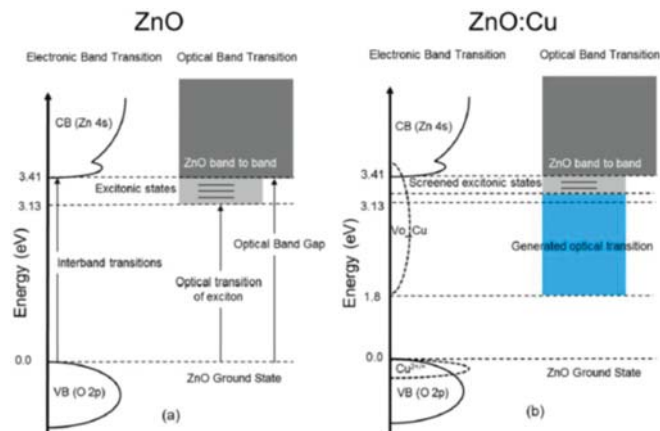 ZnO
ZnO:Cu
Electronic Band Transition
Optical Band Transition
CB (Zn 4s)
ZnO band to band
3.41
Excitonic states
3.13
Energy (eV)
Interband transitions
Optical transition
of exciton
Optical Band Gap
0.0
VB (O 2p)
ZnO Ground State
(a)
Electronic Band Transition
Optical Band Transition
CB (Zn 4s)
ZnO band to band
3.41
Screened excitonic states
3.13
Energy (eV)
Vo_Cu
Generated optical transition
1.8
0.0
VB (O 2p)
ZnO Ground State
(b)